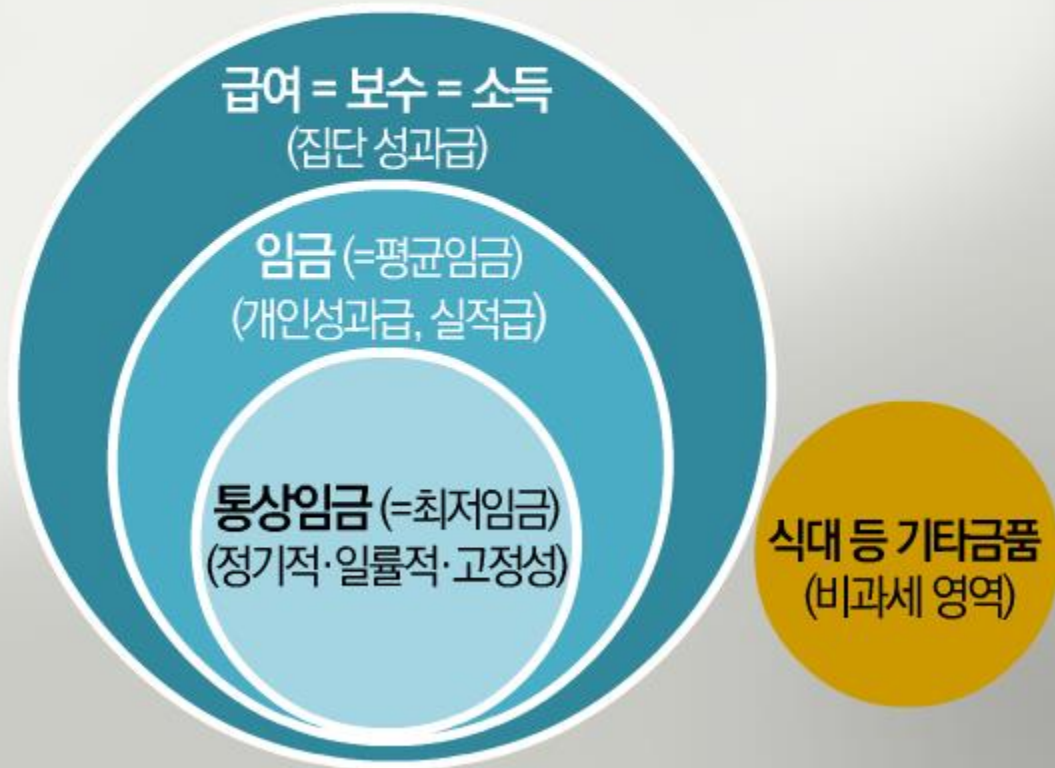 급여 = 보수 = 소득
(집단 성과급)
임금 (=평균임금)
(개인성과급, 실적급)
통상임금 (=최저임금)
(정기적·일률적·고정성)
식대 등 기타금품
(비과세 영역)